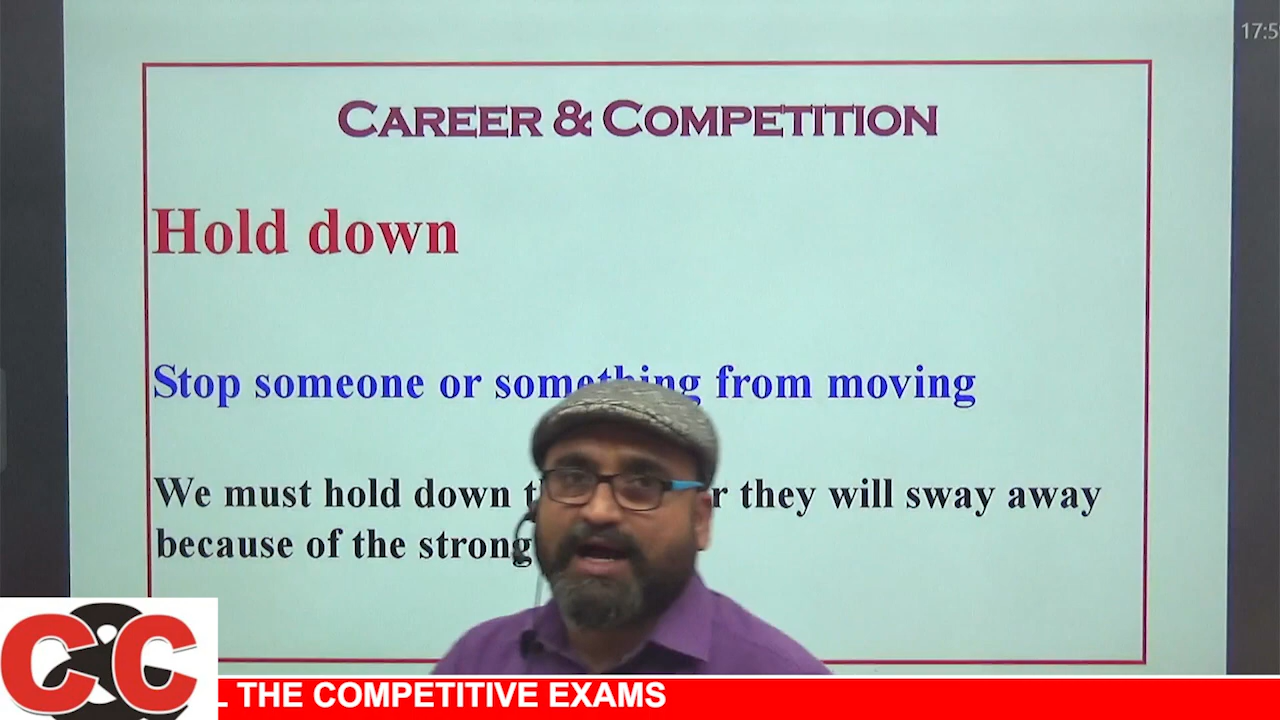 17:5
CAREER & COMPETITION
Hold down
Stop someone or something from moving
We must hold down they will sway away
because of the strong
CC
THE COMPETITIVE EXAMS